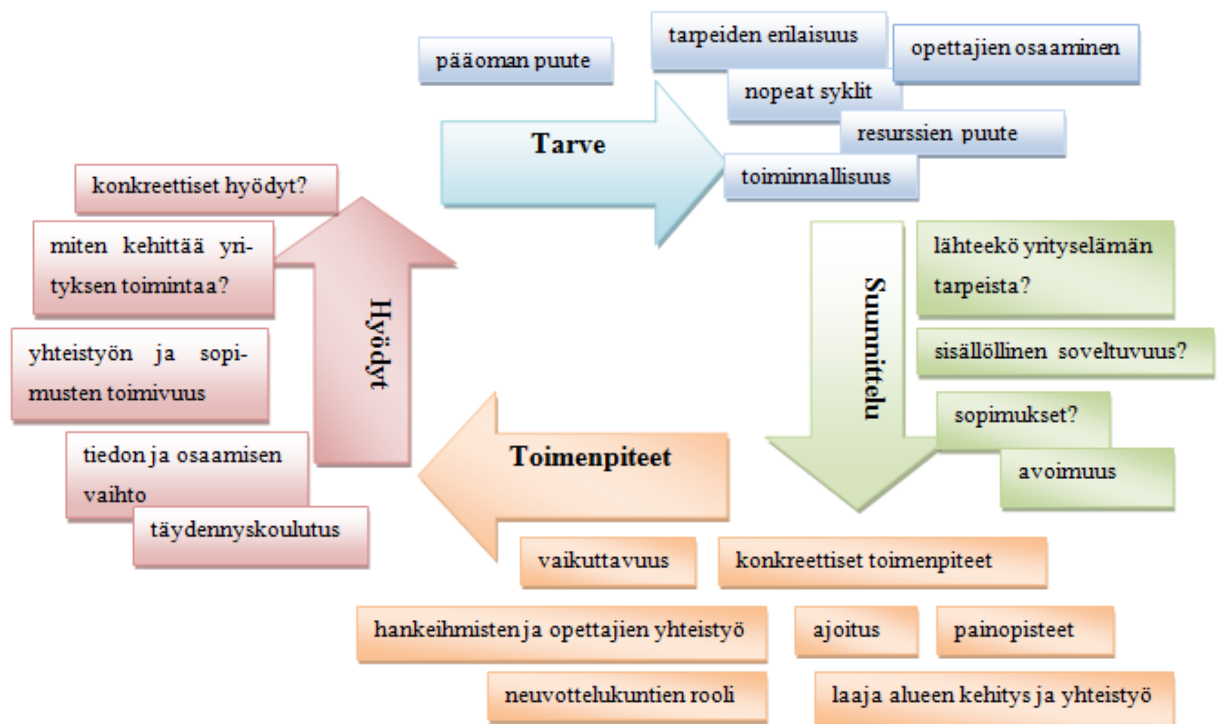 tarpeiden erilaisuus
opettajien osaaminen
pääoman puute
nopeat syklit
resurssien puute
Tarve
toiminnallisuus
lähteekö yrityselämän
tarpeista?
Suunnittelu
sisällöllinen soveltuvuus?
sopimukset?
avoimuus
Toimenpiteet
vaikuttavuus
konkreettiset toimenpiteet
hankeihmisten ja opettajien yhteistyö
ajoitus
painopisteet
neuvottelukuntien rooli
laaja alueen kehitys ja yhteistyö
Hyödyt
konkreettiset hyödyt?
miten kehittää yri-
tyksen toimintaa?
yhteistyön ja sopi-
musten toimivuus
tiedon ja osaamisen
vaihto
täydennyskoulutus